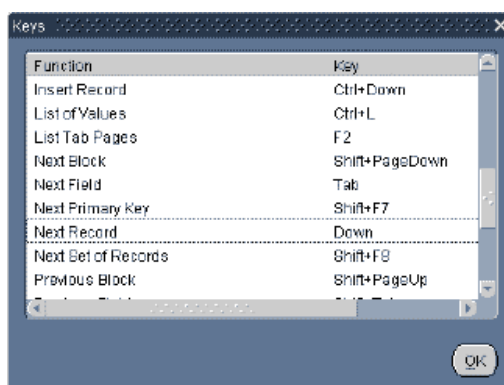 Keys
Function Key
Insert Record Ctrl+Down
List of Values Ctrl+L
List Tab Pages F2
Next Block Shift+PageDown
Next Field Tab
Next Primary Key Shift+F7
Next Record Down
Next Set of Records Shift+F8
Previous Block Shift+PageUp
OK